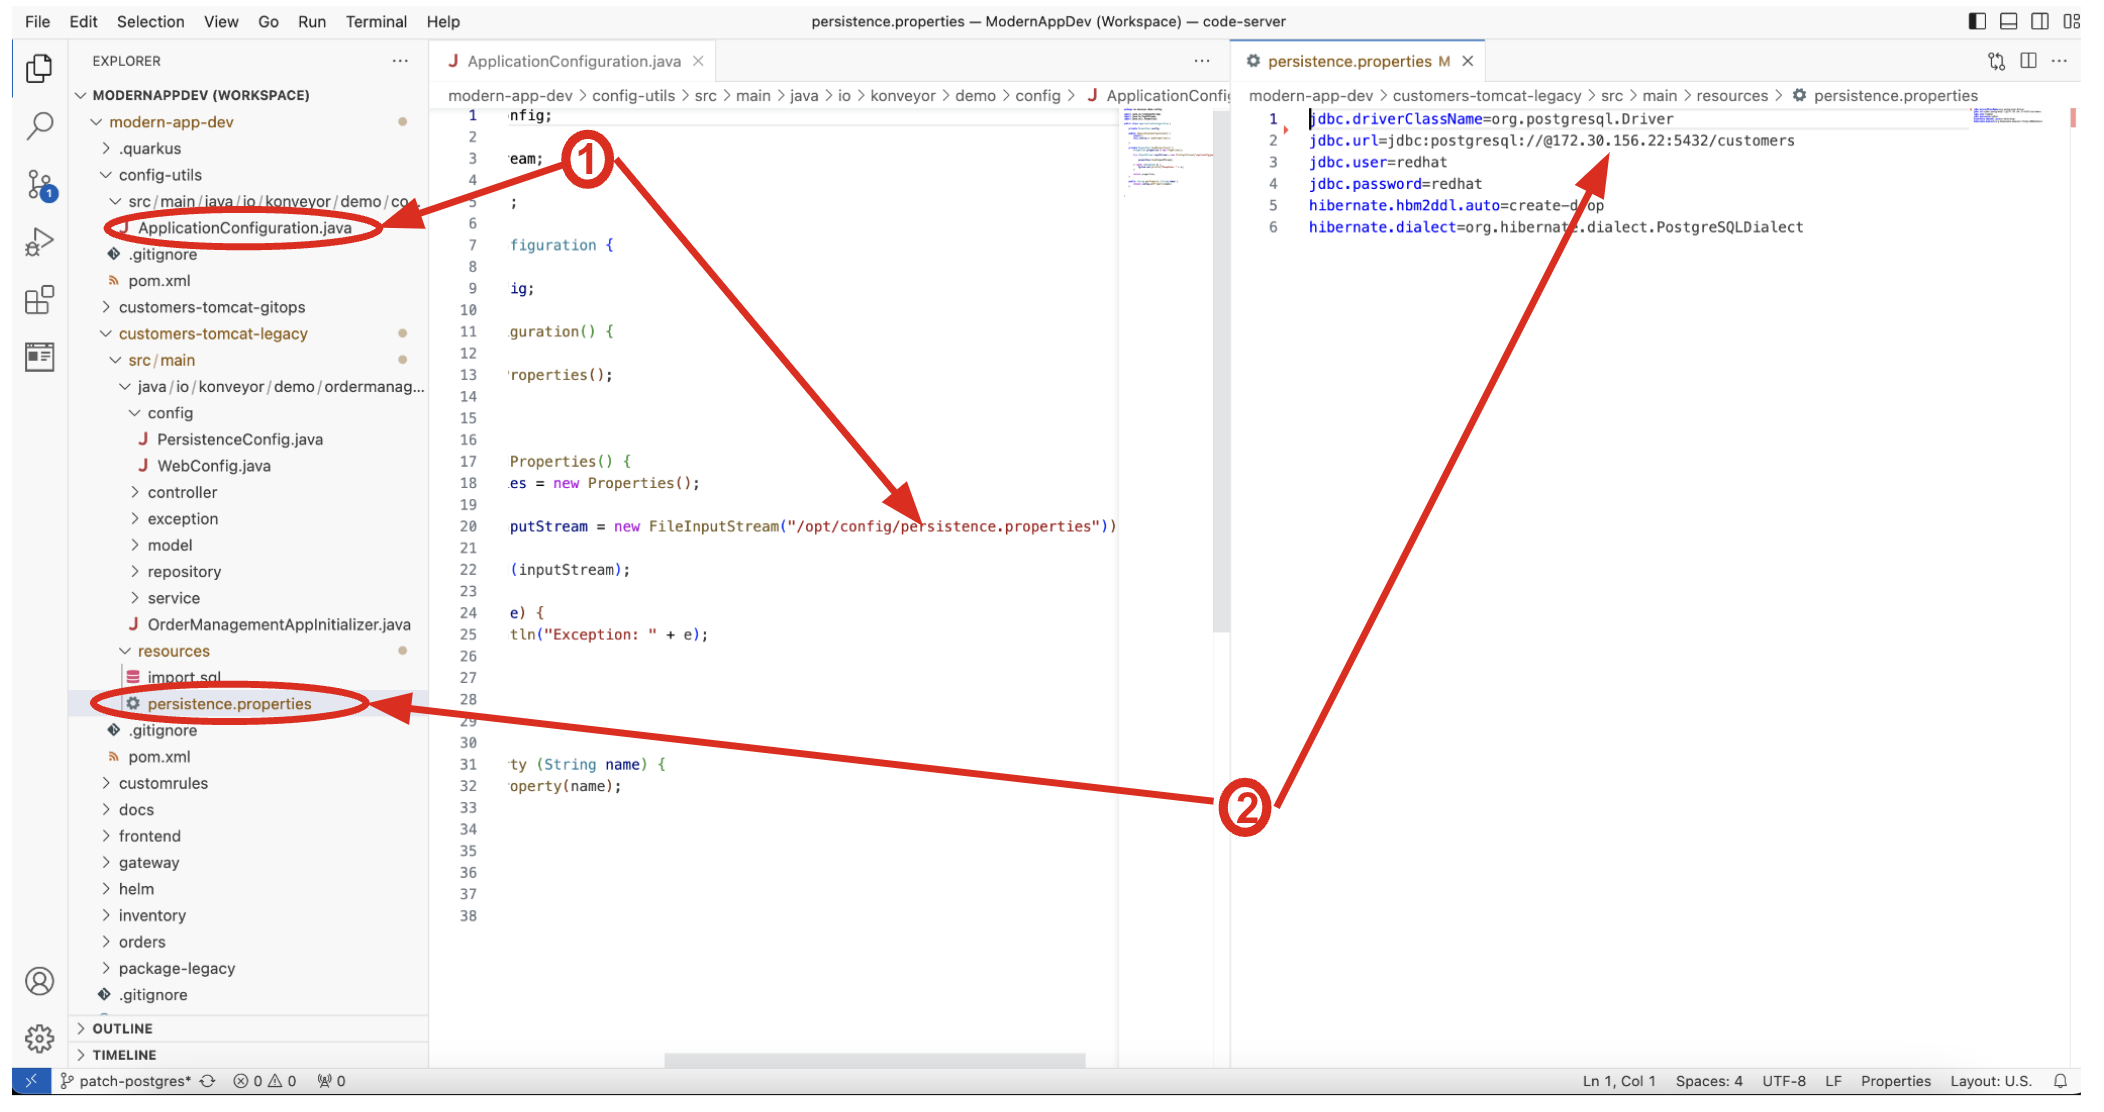 File Edit Selection View Go Run Terminal Help
persistence.properties — ModernAppDev (Workspace) — code-server
EXPLORER
MODERNAPPDEV (WORKSPACE)
modern-app-dev
.quarkus
config-utils
src/main/java/io/konveyor/demo/co...
ApplicationConfiguration.java
.gitignore
pom.xml
customers-tomcat-gitops
customers-tomcat-legacy
src/main
java/io/konveyor/demo/ordermanag...
config
PersistenceConfig.java
WebConfig.java
controller
exception
model
repository
service
OrderManagementAppInitializer.java
resources
import.sql
persistence.properties
.gitignore
pom.xml
customrules
docs
frontend
gateway
helm
inventory
orders
package-legacy
.gitignore
OUTLINE
TIMELINE
1
ApplicationConfiguration.java
modern-app-dev > config-utils > src > main > java > io > konveyor > demo > config > J ApplicationConfig
1 nfig;
2
3 eam;
4
5 ;
6
7 figuration {
8
9 ig;
10
11 guration() {
12
13 roperties();
14
15
16
17 Properties() {
18 es = new Properties();
19
20 putStream = new FileInputStream("/opt/config/persistence.properties"))
21
22 (inputStream);
23
24 e) {
25 tln("Exception: " + e);
26
27
28
29
30
31 ty (String name) {
32 operty(name);
33
34
35
36
37
38
1
2
persistence.properties M
modern-app-dev > customers-tomcat-legacy > src > main > resources > persistence.properties
1 jdbc.driverClassName=org.postgresql.Driver
2 jdbc.url=jdbc:postgresql://@172.30.156.22:5432/customers
3 jdbc.user=redhat
4 jdbc.password=redhat
5 hibernate.hbm2ddl.auto=create-drop
6 hibernate.dialect=org.hibernate.dialect.PostgreSQLDialect
patch-postgres* 0 0 0
Ln 1, Col 1 Spaces: 4 UTF-8 LF Properties Layout: U.S.